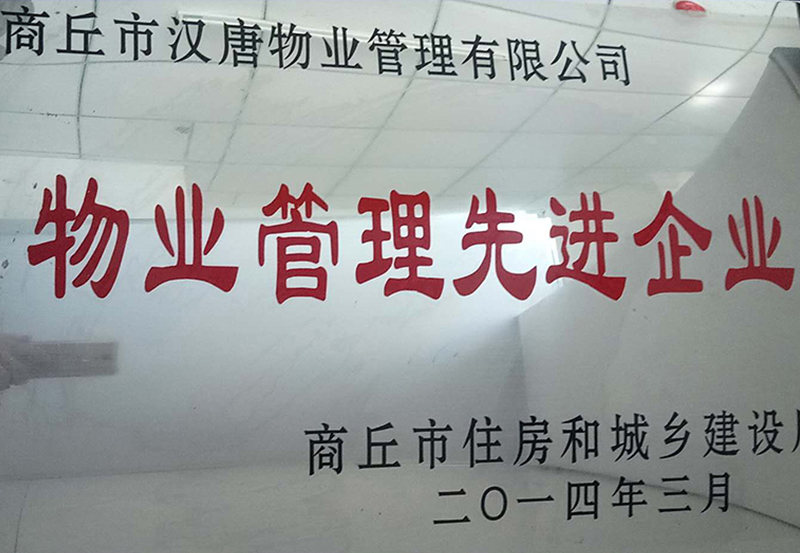 商丘市汉唐物业管理有限公司
物业管理先进企业
商丘市住房和城乡建设
二〇一四年三月